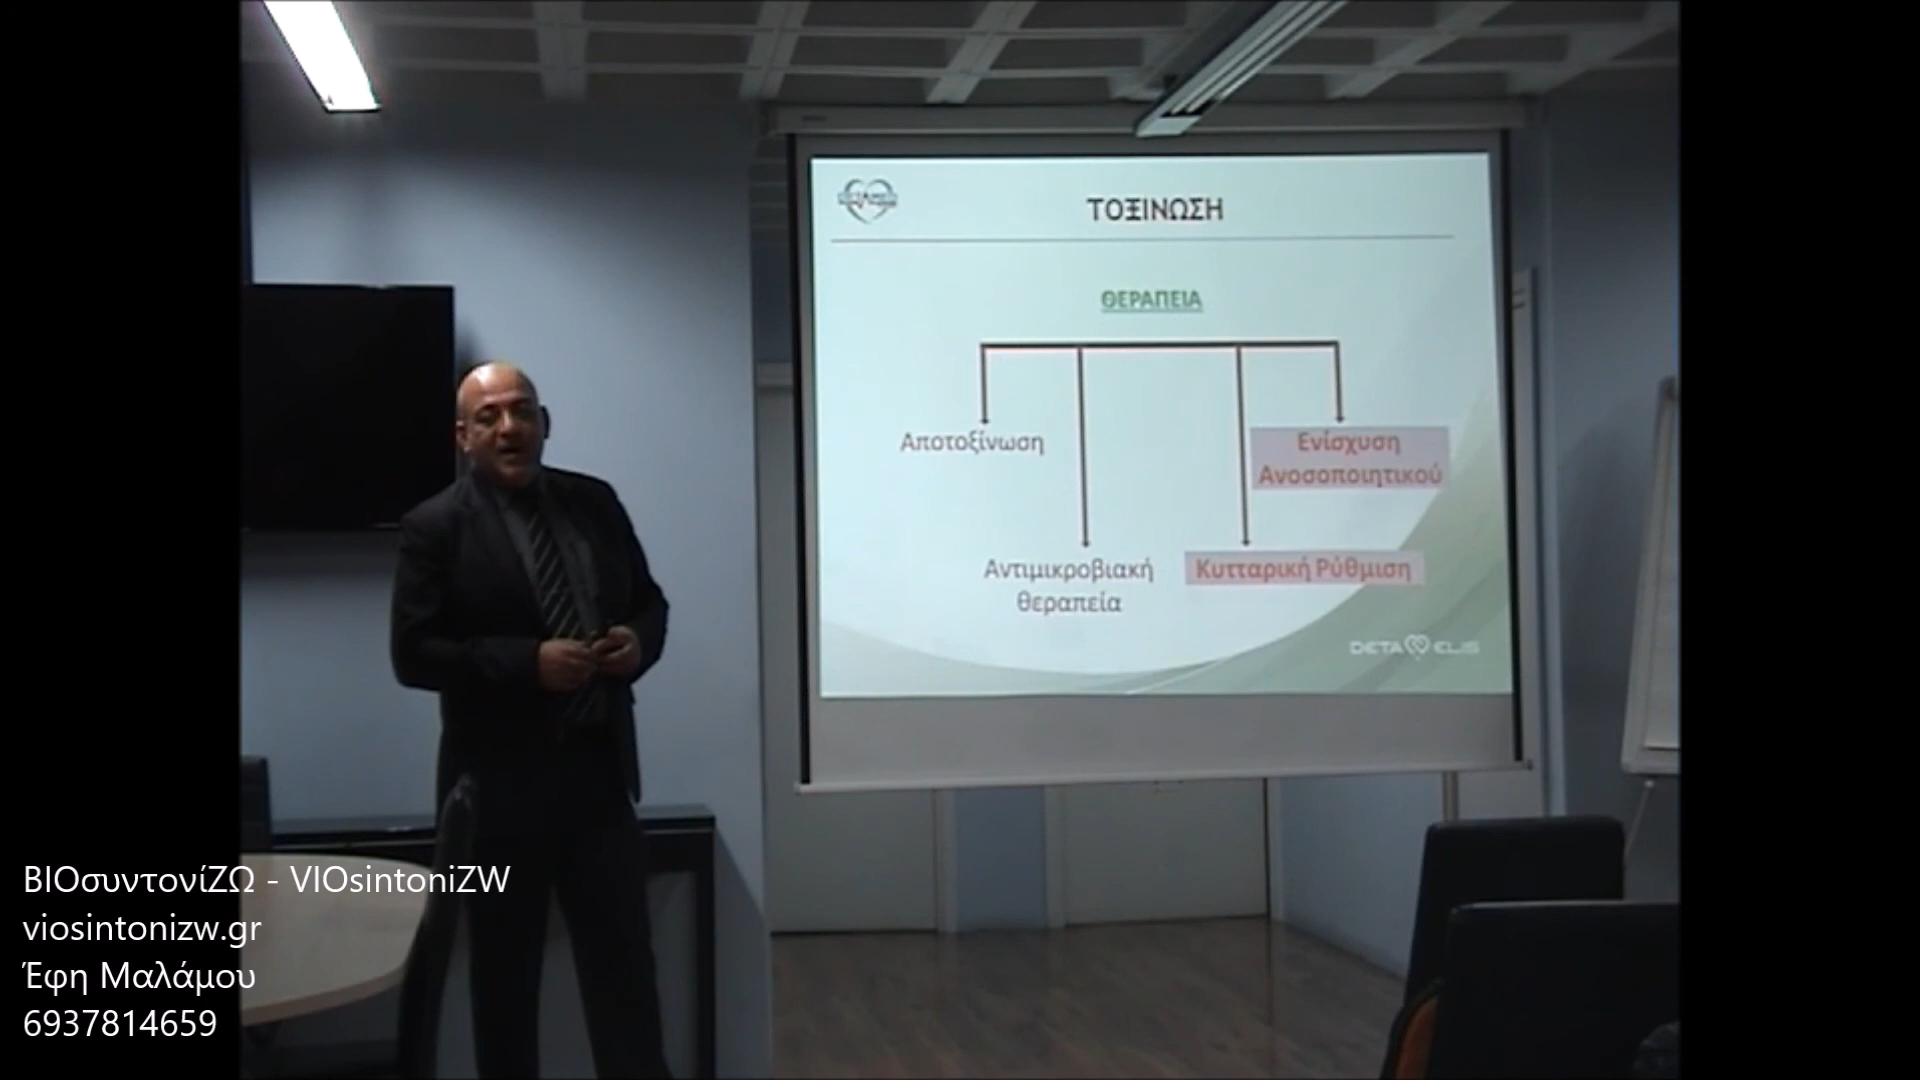 ΤΟΞΙΝΩΣΗ
ΘΕΡΑΠΕΙΑ
Αποτοξίνωση
Ενίσχυση
Ανοσοποιητικού
Αντιμικροβιακή
θεραπεία
Κυτταρική Ρύθμιση
DETA ELIS
ΒΙΟσυντονίΖΩ - VIOsintoniZW
viosintonizw.gr
Έφη Μαλάμου
6937814659